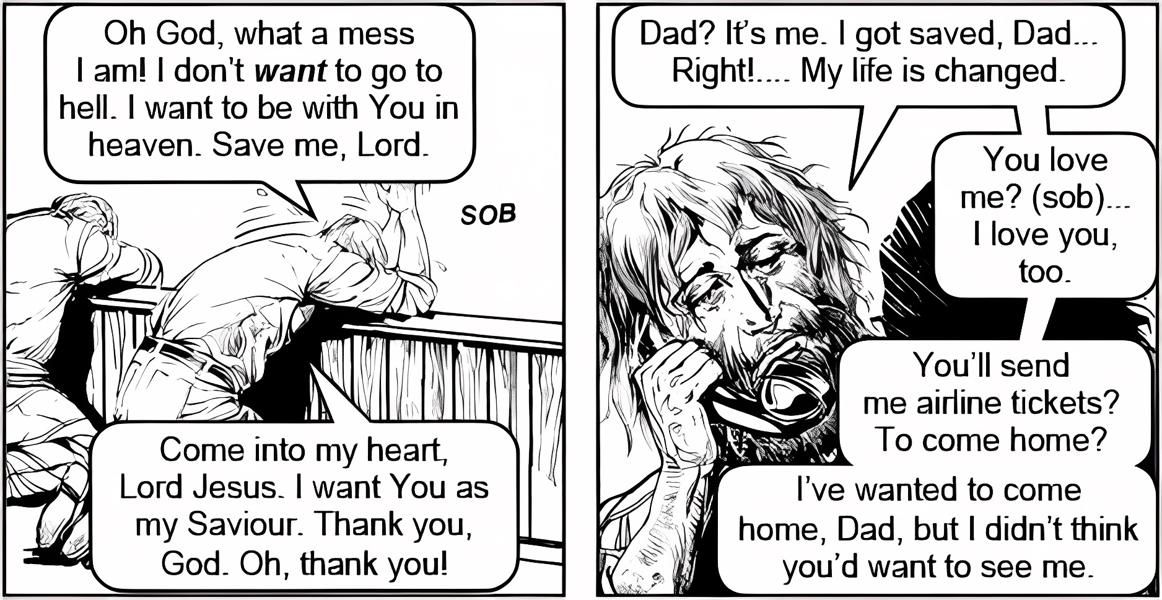 Oh God, what a mess
I am! I don't want to go to
hell. I want to be with You in
heaven. Save me, Lord.
SOB
Come into my heart,
Lord Jesus. I want You as
my Saviour. Thank you,
God. Oh, thank you!
Dad? It's me. I got saved, Dad...
Right!.... My life is changed.
You love
me? (sob)...
I love you,
too.
You'll send
me airline tickets?
To come home?
I've wanted to come
home, Dad, but I didn't think
you'd want to see me.